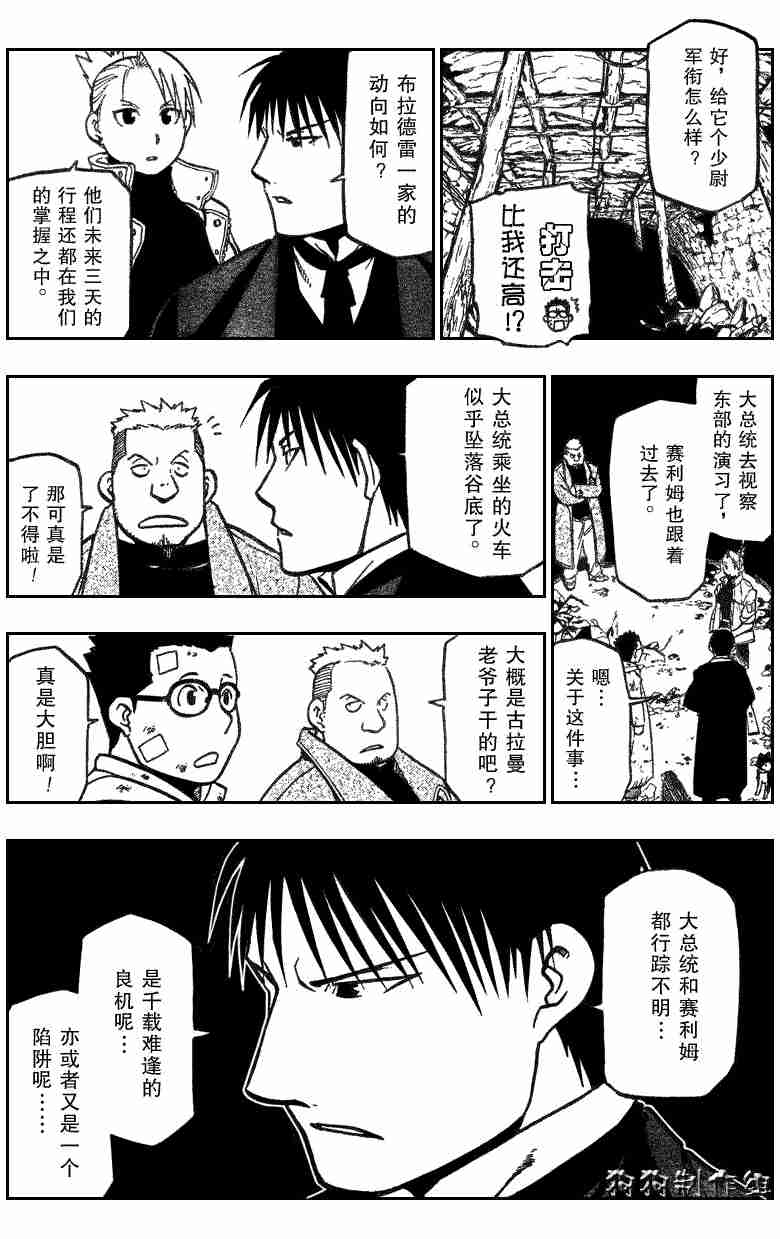 好，给它个少尉
军衔怎么样？
打击
比我还高！？
布拉德雷一家的
动向如何？
他们未来三天的
行程还都在我们
的掌握之中。
大总统去视察
东部的演习了，
赛利姆也跟着
过去了。
嗯…
关于这件事…
大总统乘坐的火车
似乎坠落谷底了。
那可真是
了不得啦！
大概是古拉曼
老爷子干的吧？
真是大胆啊！
大总统和赛利姆
都行踪不明…
是千载难逢的
良机呢…
亦或者又是一个
陷阱呢……
狗狗制作组